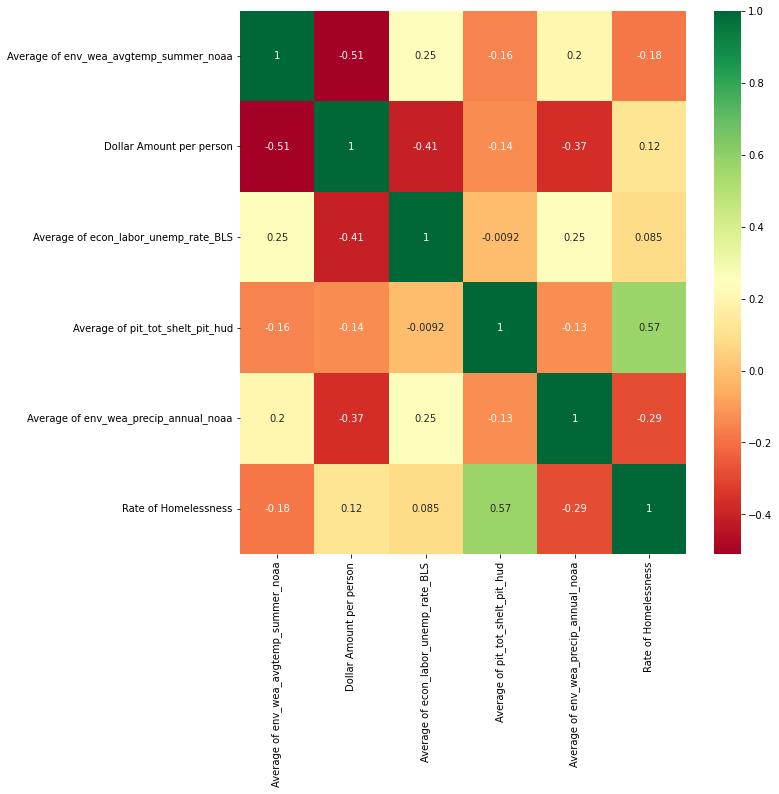 Average of env_wea_avgtemp_summer_noaa 1 -0.51 0.25 -0.16 0.2 -0.18
Dollar Amount per person -0.51 1 -0.41 -0.14 -0.37 0.12
Average of econ_labor_unemp_rate_BLS 0.25 -0.41 1 -0.0092 0.25 0.085
Average of pit_tot_shelt_pit_hud -0.16 -0.14 -0.0092 1 -0.13 0.57
Average of env_wea_precip_annual_noaa 0.2 -0.37 0.25 -0.13 1 -0.29
Rate of Homelessness -0.18 0.12 0.085 0.57 -0.29 1
Average of env_wea_avgtemp_summer_noaa
Dollar Amount per person
Average of econ_labor_unemp_rate_BLS
Average of pit_tot_shelt_pit_hud
Average of env_wea_precip_annual_noaa
Rate of Homelessness
1.0
0.8
0.6
0.4
0.2
0.0
-0.2
-0.4